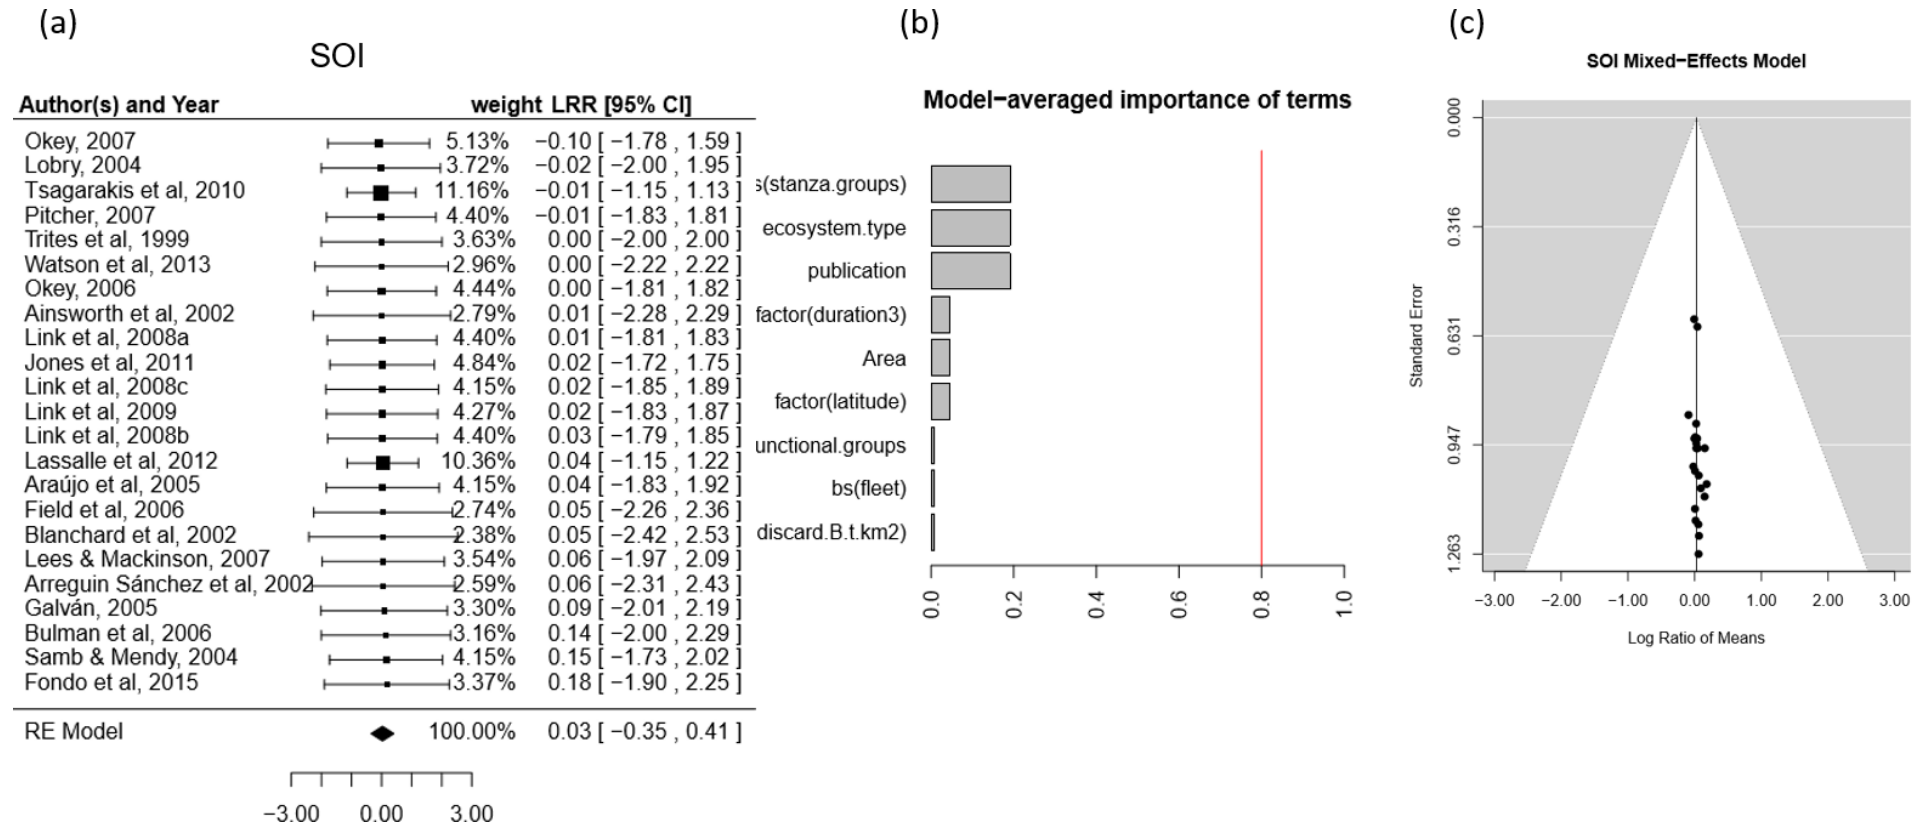 (a)
SOI
Author(s) and Year weight LRR [95% CI]
Okey, 2007 5.13% −0.10 [ −1.78 , 1.59 ]
Lobry, 2004 3.72% −0.02 [ −2.00 , 1.95 ]
Tsagarakis et al, 2010 11.16% −0.01 [ −1.15 , 1.13 ]
Pitcher, 2007 4.40% −0.01 [ −1.83 , 1.81 ]
Trites et al, 1999 3.63% 0.00 [ −2.00 , 2.00 ]
Watson et al, 2013 2.96% 0.00 [ −2.22 , 2.22 ]
Okey, 2006 4.44% 0.00 [ −1.81 , 1.82 ]
Ainsworth et al, 2002 2.79% 0.01 [ −2.28 , 2.29 ]
Link et al, 2008a 4.40% 0.01 [ −1.81 , 1.83 ]
Jones et al, 2011 4.84% 0.02 [ −1.72 , 1.75 ]
Link et al, 2008c 4.15% 0.02 [ −1.85 , 1.89 ]
Link et al, 2009 4.27% 0.02 [ −1.83 , 1.87 ]
Link et al, 2008b 4.40% 0.03 [ −1.79 , 1.85 ]
Lassalle et al, 2012 10.36% 0.04 [ −1.15 , 1.22 ]
Araújo et al, 2005 4.15% 0.04 [ −1.83 , 1.92 ]
Field et al, 2006 2.74% 0.05 [ −2.26 , 2.36 ]
Blanchard et al, 2002 2.38% 0.05 [ −2.42 , 2.53 ]
Lees & Mackinson, 2007 3.54% 0.06 [ −1.97 , 2.09 ]
Arreguin Sánchez et al, 2002 2.59% 0.06 [ −2.31 , 2.43 ]
Galván, 2005 3.30% 0.09 [ −2.01 , 2.19 ]
Bulman et al, 2006 3.16% 0.14 [ −2.00 , 2.29 ]
Samb & Mendy, 2004 4.15% 0.15 [ −1.73 , 2.02 ]
Fondo et al, 2015 3.37% 0.18 [ −1.90 , 2.25 ]
RE Model 100.00% 0.03 [ −0.35 , 0.41 ]
−3.00 0.00 3.00
(b)
Model−averaged importance of terms
s(stanza.groups)
ecosystem.type
publication
factor(duration3)
Area
factor(latitude)
unctional.groups
bs(fleet)
discard.B.t.km2)
0.0 0.2 0.4 0.6 0.8 1.0
(c)
SOI Mixed−Effects Model
Standard Error
0.000
0.316
0.631
0.947
1.263
−3.00 −2.00 −1.00 0.00 1.00 2.00 3.00
Log Ratio of Means